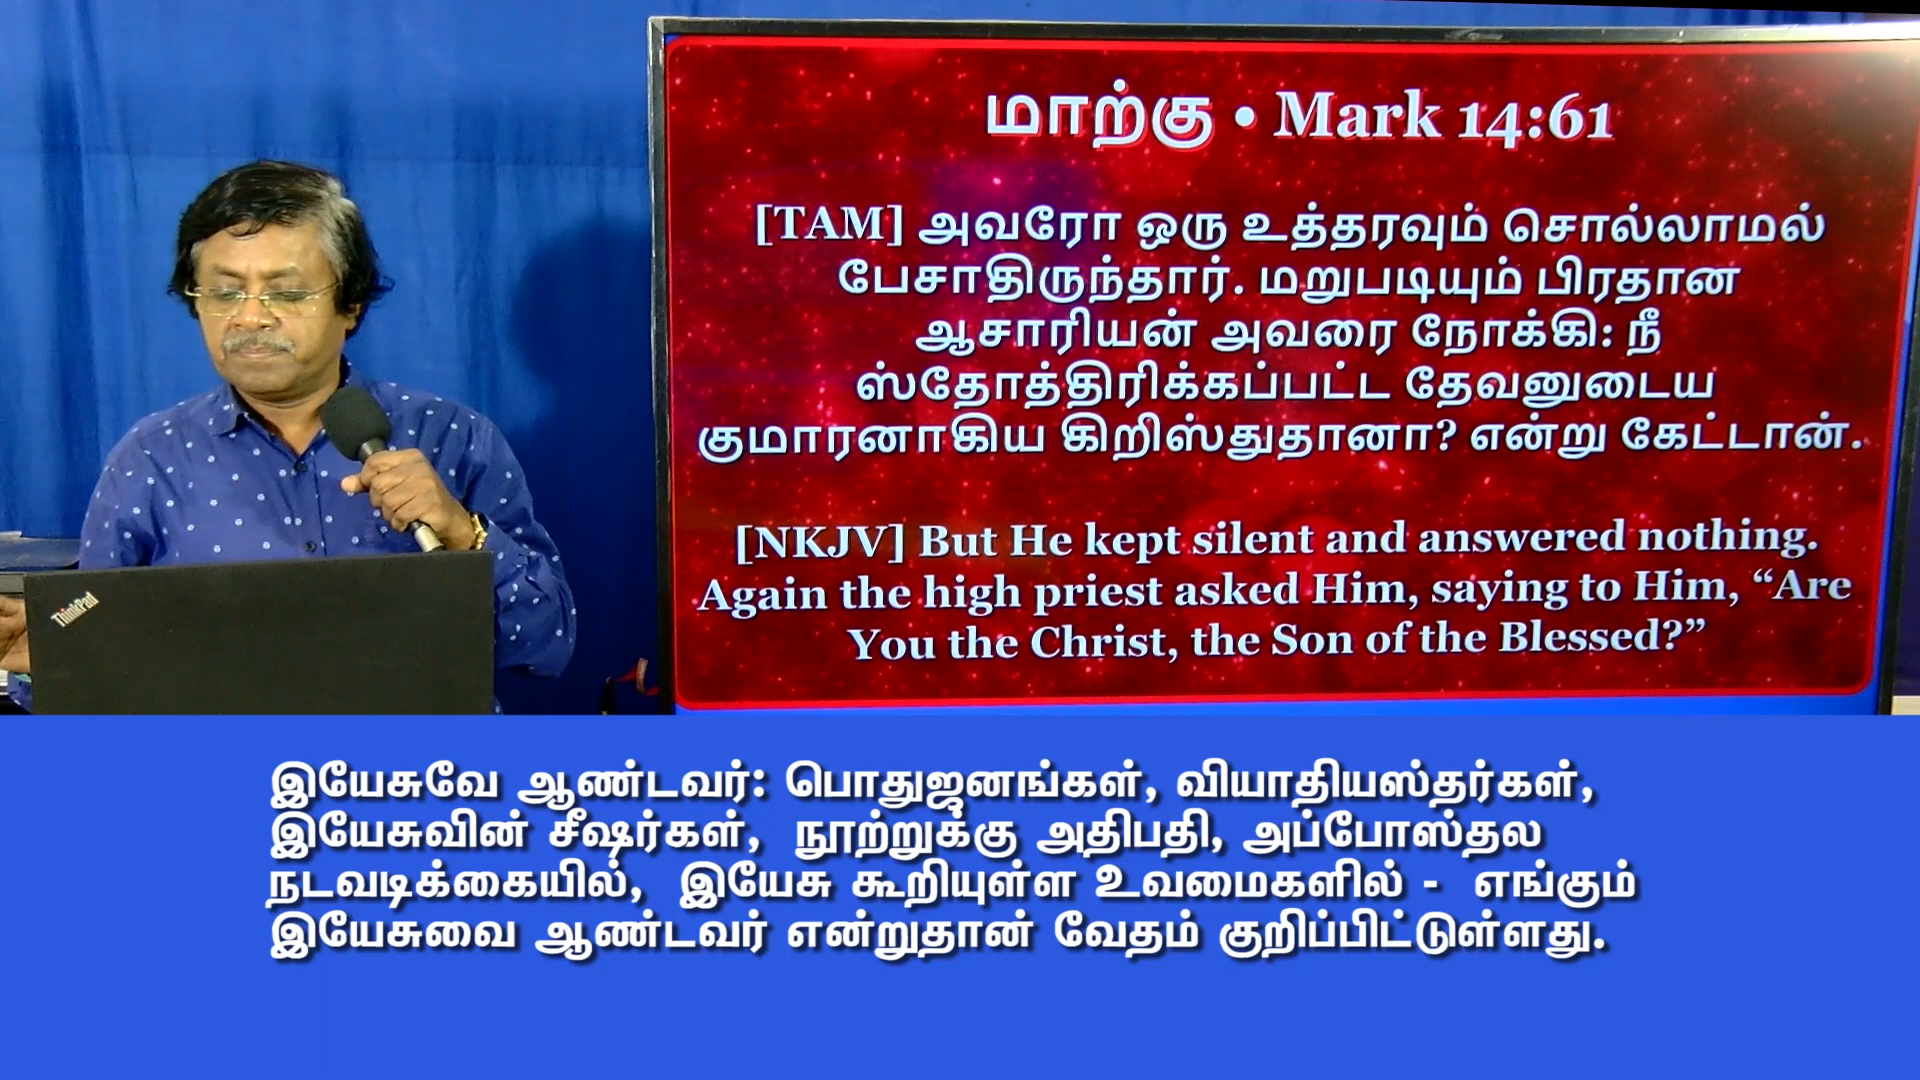 மாற்கு • Mark 14:61
[TAM] அவரோ ஒரு உத்தரவும் சொல்லாமல்
பேசாதிருந்தார். மறுபடியும் பிரதான
ஆசாரியன் அவரை நோக்கி: நீ
ஸ்தோத்திரிக்கப்பட்ட தேவனுடைய
குமாரனாகிய கிறிஸ்துதானா? என்று கேட்டான்.
[NKJV] But He kept silent and answered nothing.
Again the high priest asked Him, saying to Him, “Are
You the Christ, the Son of the Blessed?”
ThinkPad
இயேசுவே ஆண்டவர்: பொதுஜனங்கள், வியாதியஸ்தர்கள்,
இயேசுவின் சீஷர்கள், நூற்றுக்கு அதிபதி, அப்போஸ்தல
நடவடிக்கையில், இயேசு கூறியுள்ள உவமைகளில் - எங்கும்
இயேசுவை ஆண்டவர் என்றுதான் வேதம் குறிப்பிட்டுள்ளது.